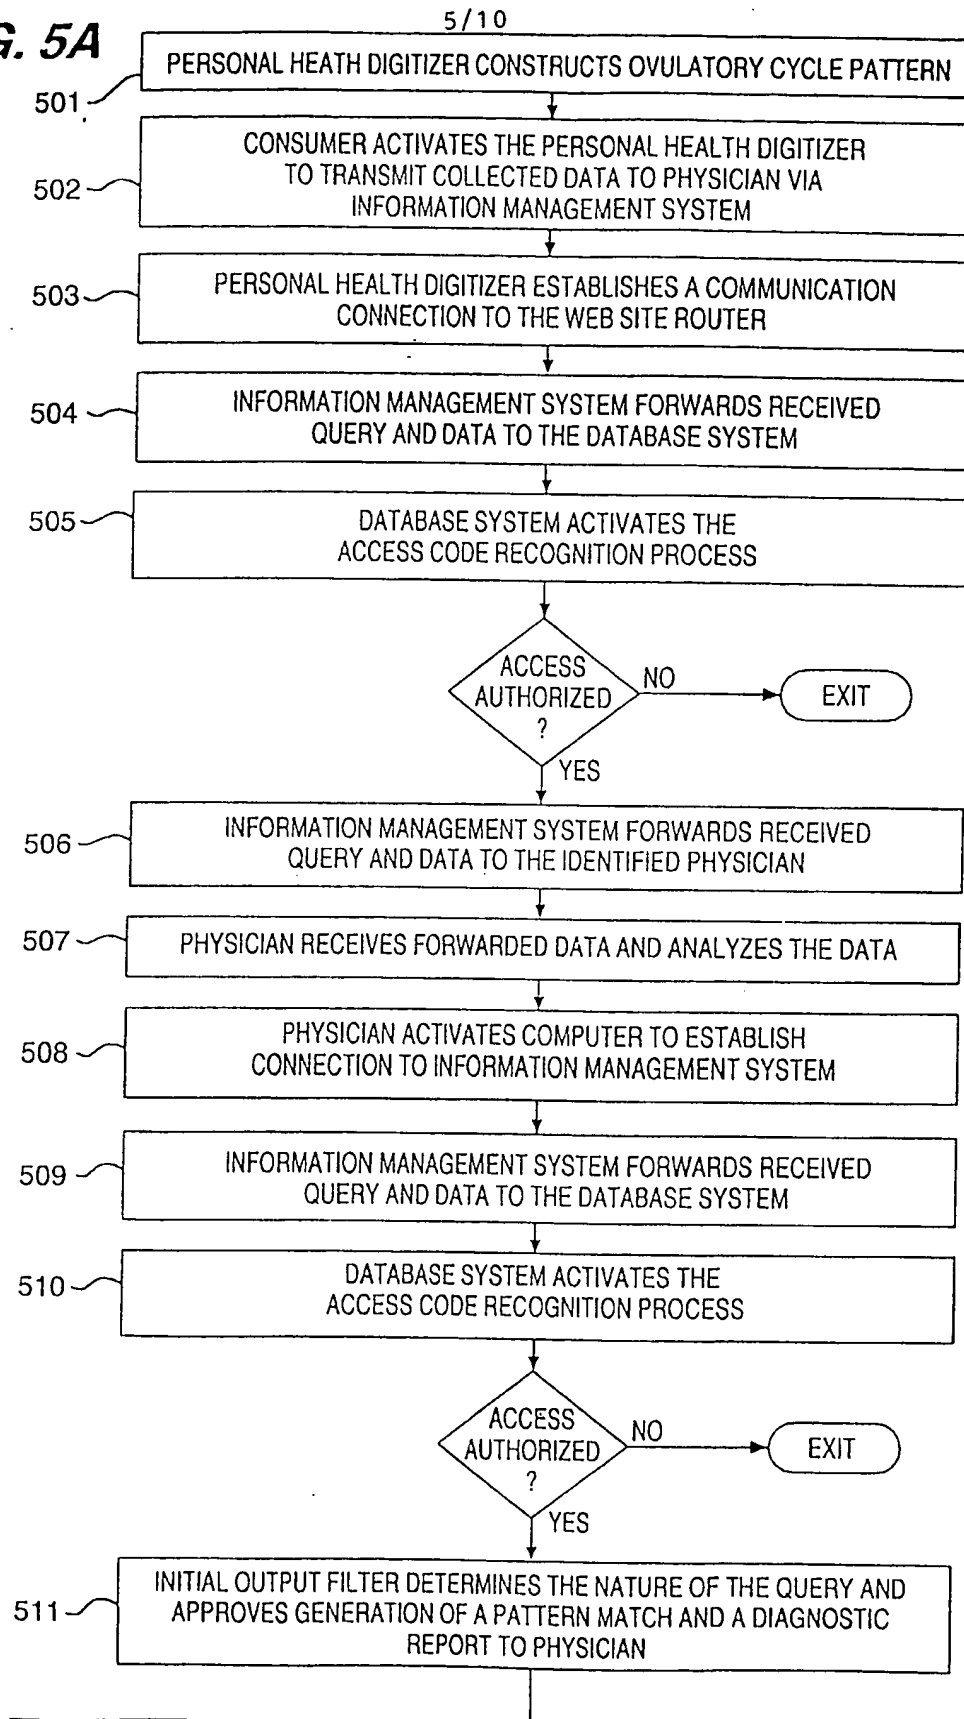 5/10
G. 5A
PERSONAL HEATH DIGITIZER CONSTRUCTS OVULATORY CYCLE PATTERN
501
CONSUMER ACTIVATES THE PERSONAL HEALTH DIGITIZER
TO TRANSMIT COLLECTED DATA TO PHYSICIAN VIA
INFORMATION MANAGEMENT SYSTEM
502
PERSONAL HEALTH DIGITIZER ESTABLISHES A COMMUNICATION
CONNECTION TO THE WEB SITE ROUTER
503
INFORMATION MANAGEMENT SYSTEM FORWARDS RECEIVED
QUERY AND DATA TO THE DATABASE SYSTEM
504
DATABASE SYSTEM ACTIVATES THE
ACCESS CODE RECOGNITION PROCESS
505
ACCESS
AUTHORIZED
?
NO
EXIT
YES
INFORMATION MANAGEMENT SYSTEM FORWARDS RECEIVED
QUERY AND DATA TO THE IDENTIFIED PHYSICIAN
506
PHYSICIAN RECEIVES FORWARDED DATA AND ANALYZES THE DATA
507
PHYSICIAN ACTIVATES COMPUTER TO ESTABLISH
CONNECTION TO INFORMATION MANAGEMENT SYSTEM
508
INFORMATION MANAGEMENT SYSTEM FORWARDS RECEIVED
QUERY AND DATA TO THE DATABASE SYSTEM
509
DATABASE SYSTEM ACTIVATES THE
ACCESS CODE RECOGNITION PROCESS
510
ACCESS
AUTHORIZED
?
NO
EXIT
YES
INITIAL OUTPUT FILTER DETERMINES THE NATURE OF THE QUERY AND
APPROVES GENERATION OF A PATTERN MATCH AND A DIAGNOSTIC
REPORT TO PHYSICIAN
511